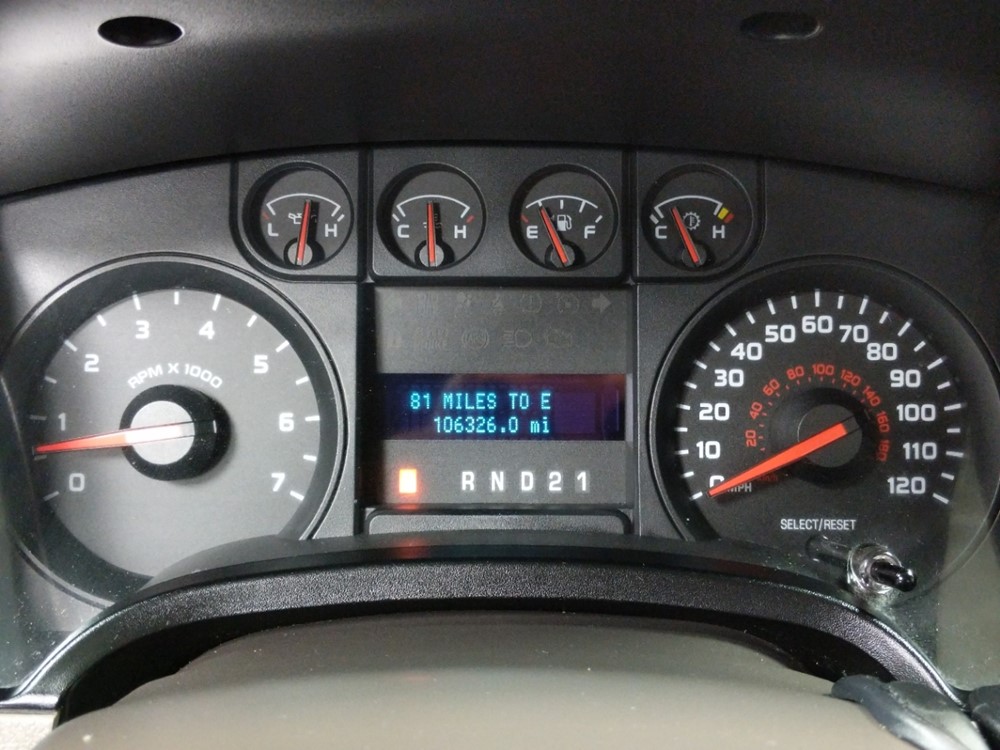 L H
C H
E F
C H
0 1 2 3 4 5 6 7
RPM X 1000
81 MILES TO E
106326.0 mi
R N D 2 1
0 10 20 30 40 50 60 70 80 90 100 110 120
MPH
20 40 60 80 100 120 140 160 180
SELECT/RESET